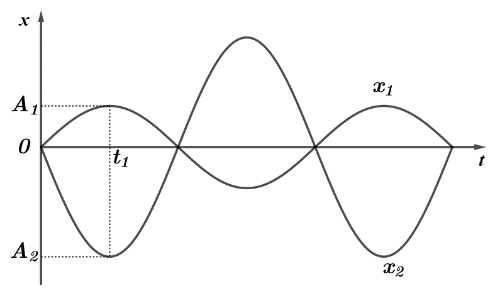 x
A₁
x₁
0
t₁
t
A₂
x₂